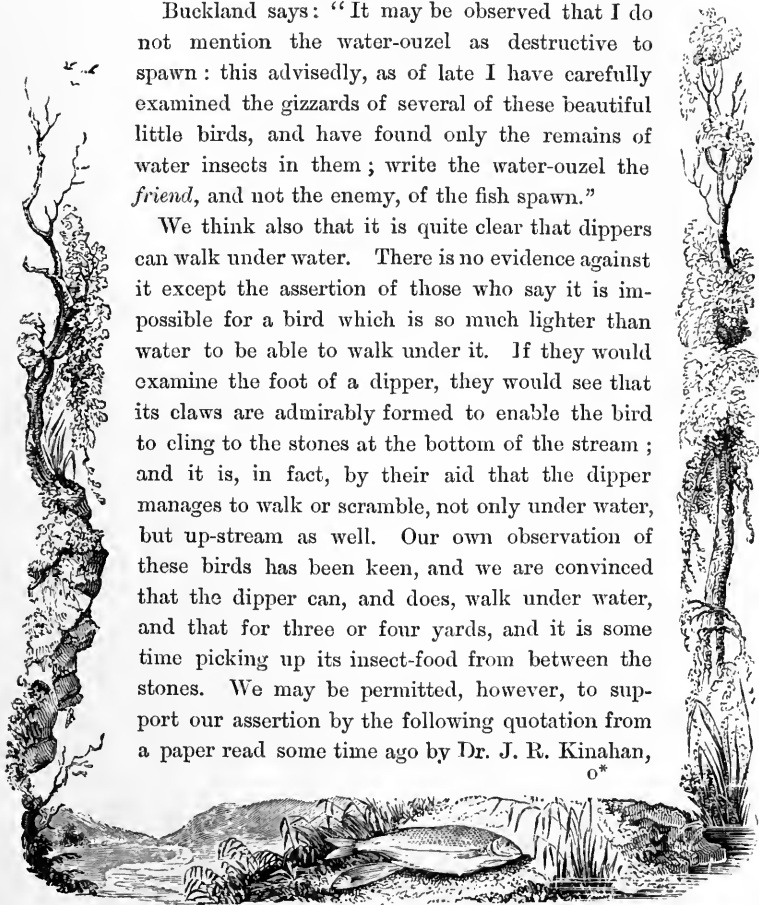 Buckland says: “It may be observed that I do
not mention the water-ouzel as destructive to
spawn : this advisedly, as of late I have carefully
examined the gizzards of several of these beautiful
little birds, and have found only the remains of
water insects in them ; write the water-ouzel the
friend, and not the enemy, of the fish spawn.”
We think also that it is quite clear that dippers
can walk under water. There is no evidence against
it except the assertion of those who say it is im-
possible for a bird which is so much lighter than
water to be able to walk under it. If they would
examine the foot of a dipper, they would see that
its claws are admirably formed to enable the bird
to cling to the stones at the bottom of the stream ;
and it is, in fact, by their aid that the dipper
manages to walk or scramble, not only under water,
but up-stream as well. Our own observation of
these birds has been keen, and we are convinced
that the dipper can, and does, walk under water,
and that for three or four yards, and it is some
time picking up its insect-food from between the
stones. We may be permitted, however, to sup-
port our assertion by the following quotation from
a paper read some time ago by Dr. J. R. Kinahan,
o*